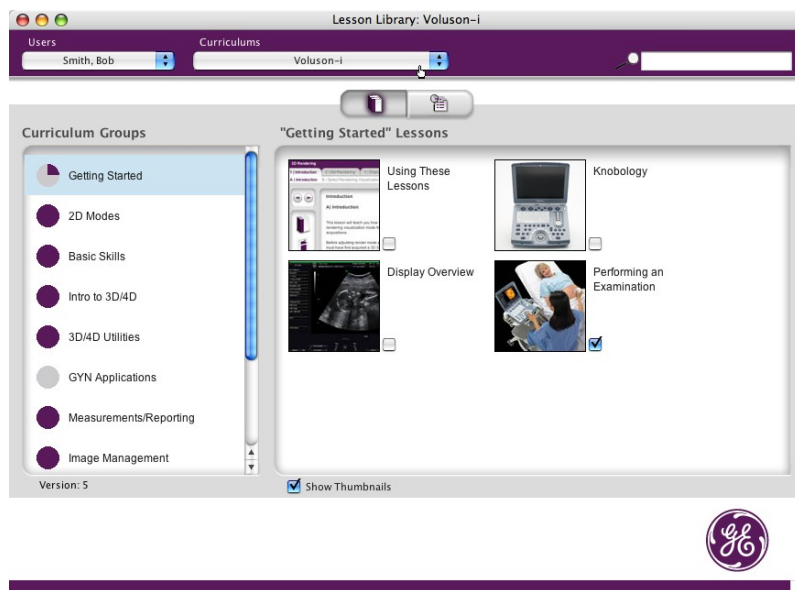 Lesson Library: Voluson-i
Users
Curriculums
Smith, Bob
Voluson-i
Curriculum Groups
"Getting Started" Lessons
Getting Started
2D Modes
Basic Skills
Intro to 3D/4D
3D/4D Utilities
GYN Applications
Measurements/Reporting
Image Management
Using These
Lessons
Knobology
Display Overview
Performing an
Examination
Introduction
A) Introduction
Version: 5
Show Thumbnails
GE